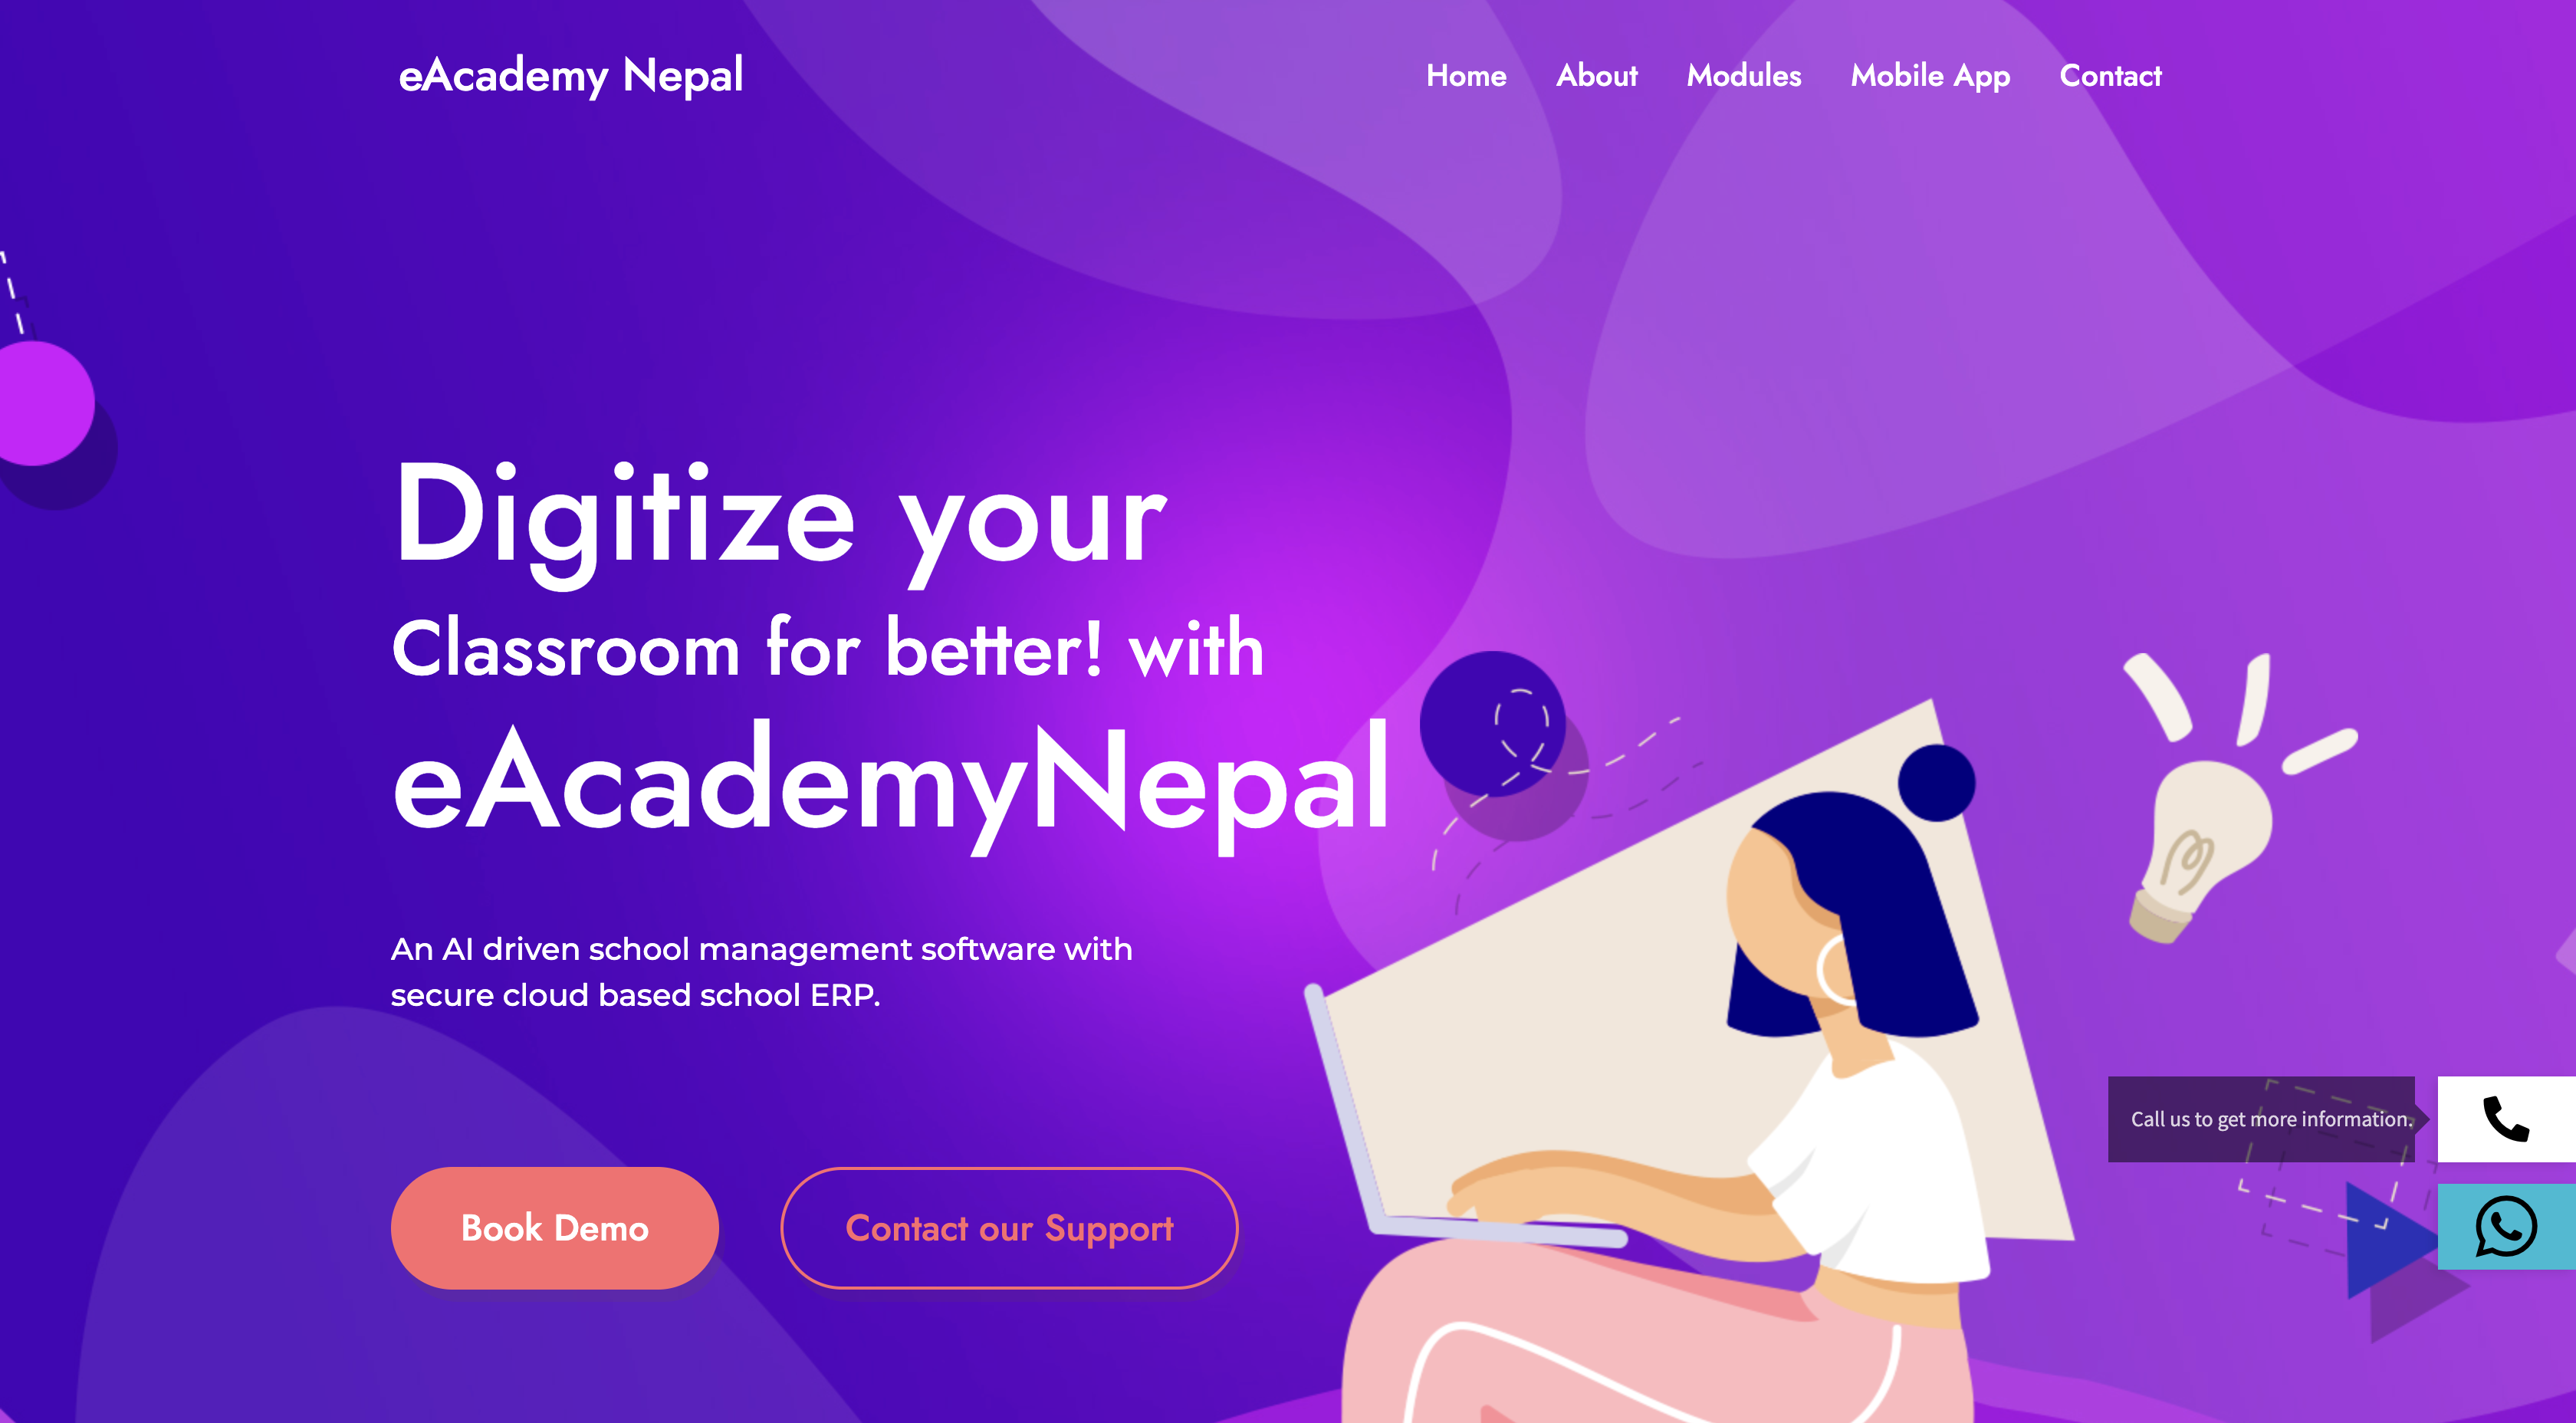 eAcademy Nepal
Home About Modules Mobile App Contact
Digitize your
Classroom for better! with
eAcademyNepal
An AI driven school management software with
secure cloud based school ERP.
Book Demo
Contact our Support
Call us to get more information.